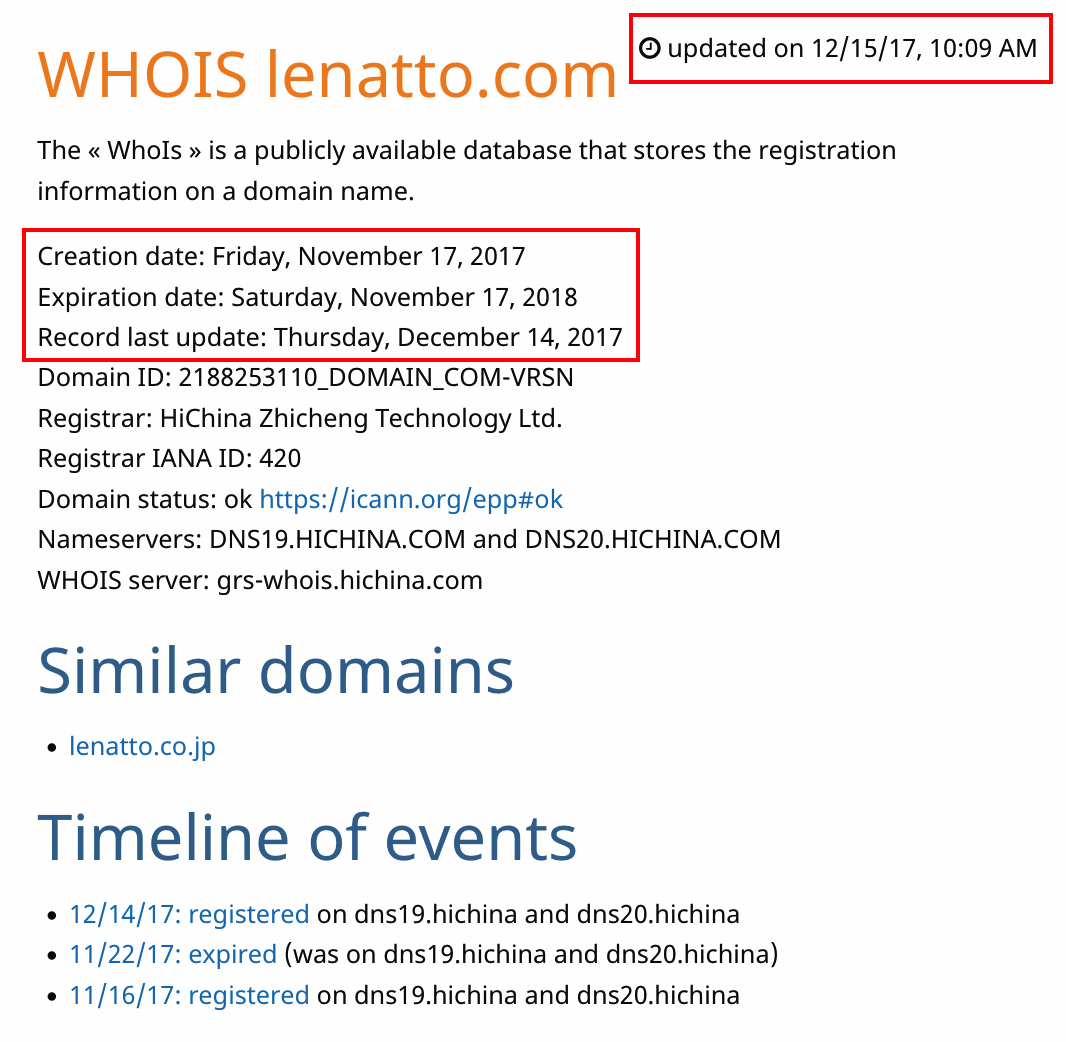 WHOIS lenatto.com
updated on 12/15/17, 10:09 AM
The « WhoIs » is a publicly available database that stores the registration
information on a domain name.
Creation date: Friday, November 17, 2017
Expiration date: Saturday, November 17, 2018
Record last update: Thursday, December 14, 2017
Domain ID: 2188253110_DOMAIN_COM-VRSN
Registrar: HiChina Zhicheng Technology Ltd.
Registrar IANA ID: 420
Domain status: ok https://icann.org/epp#ok
Nameservers: DNS19.HICHINA.COM and DNS20.HICHINA.COM
WHOIS server: grs-whois.hichina.com
Similar domains
• lenatto.co.jp
Timeline of events
• 12/14/17: registered on dns19.hichina and dns20.hichina
• 11/22/17: expired (was on dns19.hichina and dns20.hichina)
• 11/16/17: registered on dns19.hichina and dns20.hichina